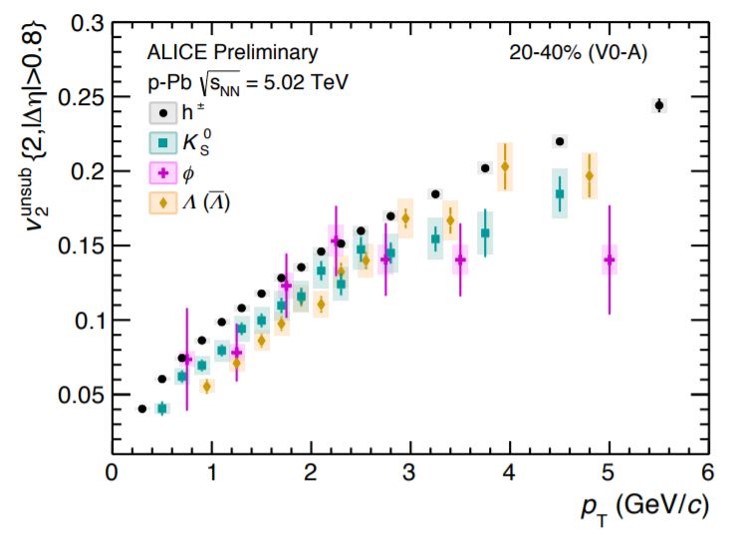 0.3
0.25
0.2
0.15
0.1
0.05
v₂ᵘⁿˢᵘᵇ {2,|Δη|>0.8}
ALICE Preliminary
20-40% (V0-A)
p-Pb √sNN = 5.02 TeV
h±
K⁰S
ϕ
Λ (Λ̅)
0 1 2 3 4 5 6
pT (GeV/c)